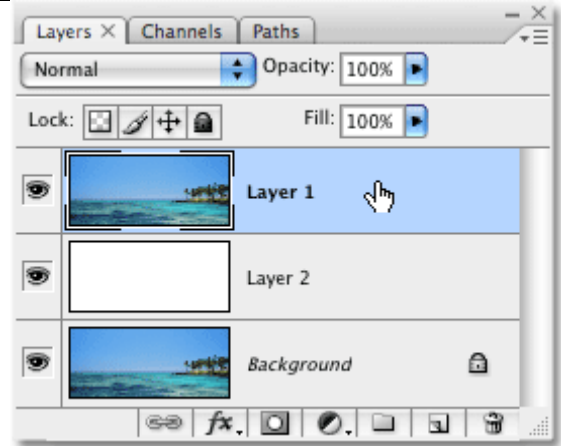 Layers × Channels Paths
Normal Opacity: 100%
Lock: Fill: 100%
Layer 1
Layer 2
Background
fx.